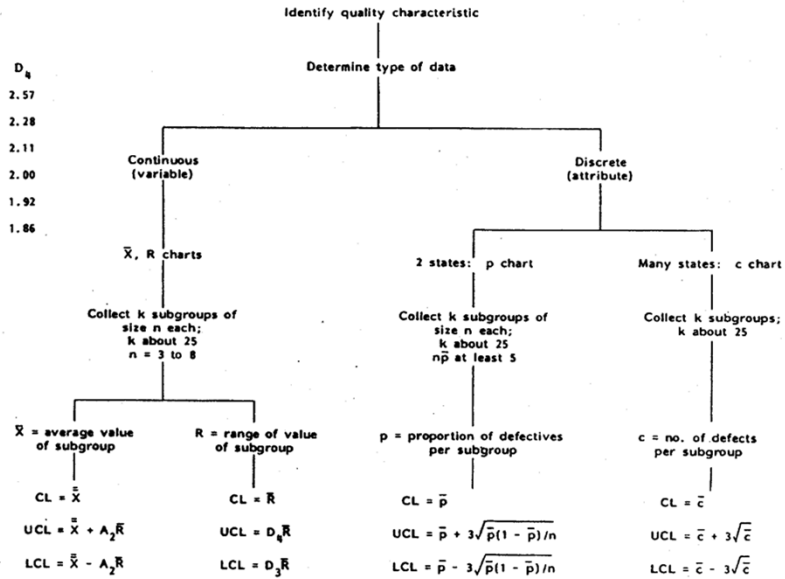 Identify quality characteristic
Determine type of data
D₄
2.57
2.28
2.11
2.00
1.92
1.86
Continuous
(variable)
Discrete
(attribute)
X̄, R charts
2 states: p chart
Many states: c chart
Collect k subgroups of
size n each;
k about 25
n = 3 to 8
Collect k subgroups of
size n each;
k about 25
np̄ at least 5
Collect k subgroups;
k about 25
X̄ = average value
of subgroup
R = range of value
of subgroup
p = proportion of defectives
per subgroup
c = no. of defects
per subgroup
CL = X̿
CL = R̄
CL = p̄
CL = c̄
UCL = X̿ + A₂R̄
UCL = D₄R̄
UCL = p̄ + 3√p̄(1 - p̄)/n
UCL = c̄ + 3√c̄
LCL = X̿ - A₂R̄
LCL = D₃R̄
LCL = p̄ - 3√p̄(1 - p̄)/n
LCL = c̄ - 3√c̄